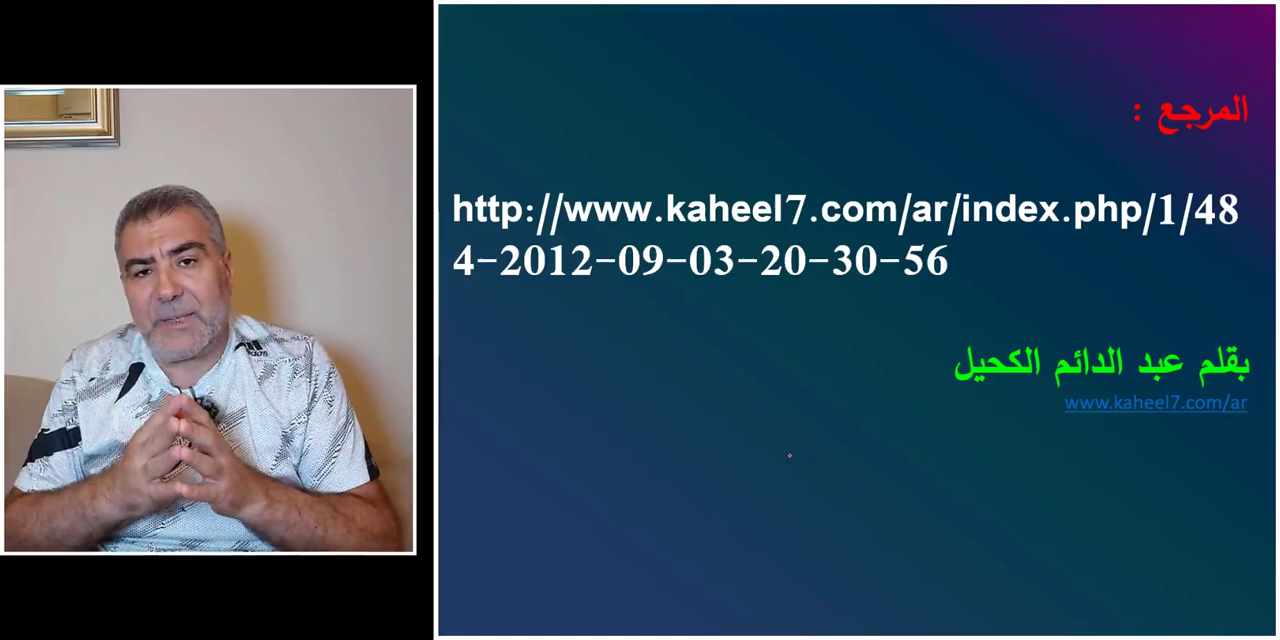 المرجع :
http://www.kaheel7.com/ar/index.php/1/48
4-2012-09-03-20-30-56
بقلم عبد الدائم الكحيل
www.kaheel7.com/ar